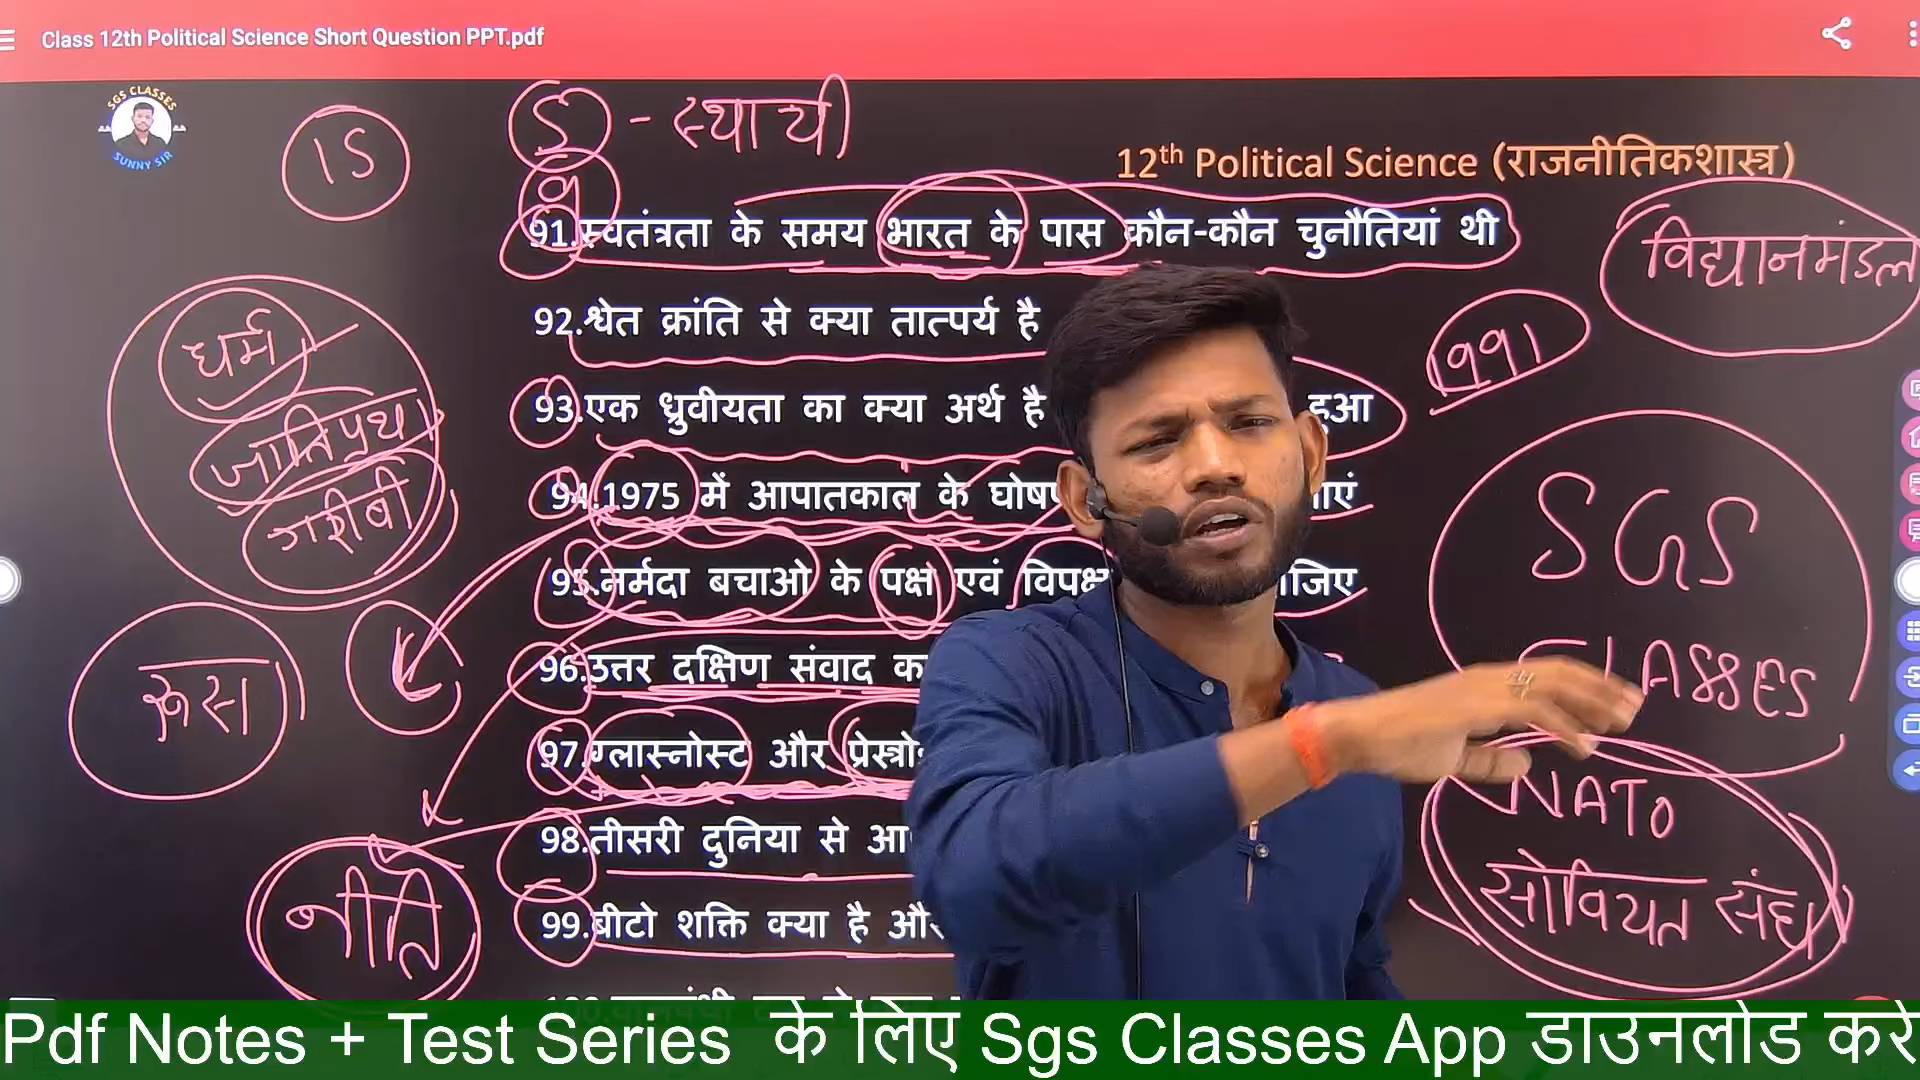 Class 12th Political Science Short Question PPT.pdf
SGS CLASSES
SUNNY SIR
15
5 - स्थायी
12th Political Science (राजनीतिकशास्त्र)
91.स्वतंत्रता के समय भारत के पास कौन-कौन चुनौतियां थी
विधानमंडल
92.श्वेत क्रांति से क्या तात्पर्य है
1991
धर्म
93.एक ध्रुवीयता का क्या अर्थ है हुआ
जातिप्रथा
94.1975 में आपातकाल के
गरीबी
SGS
CLASSES
95.नर्मदा बचाओ के पक्ष एवं विपक्ष
96.उत्तर दक्षिण संवाद
रूस
97.ग्लास्नोस्ट और
NATO
98.तीसरी दुनिया से
सोवियत संघ
99.बीटो शक्ति क्या है
नीति
Pdf Notes + Test Series के लिए Sgs Classes App डाउनलोड करे